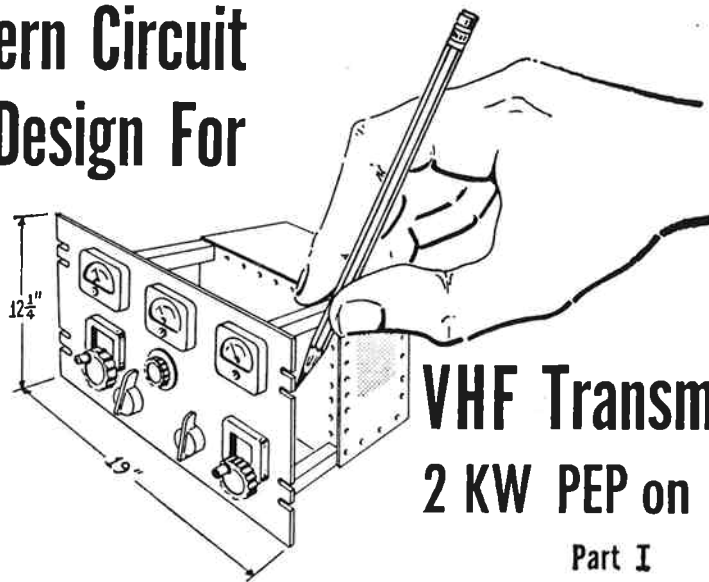 ern Circuit
Design For
12¼"
19"
VHF Transm
2 KW PEP on
Part I